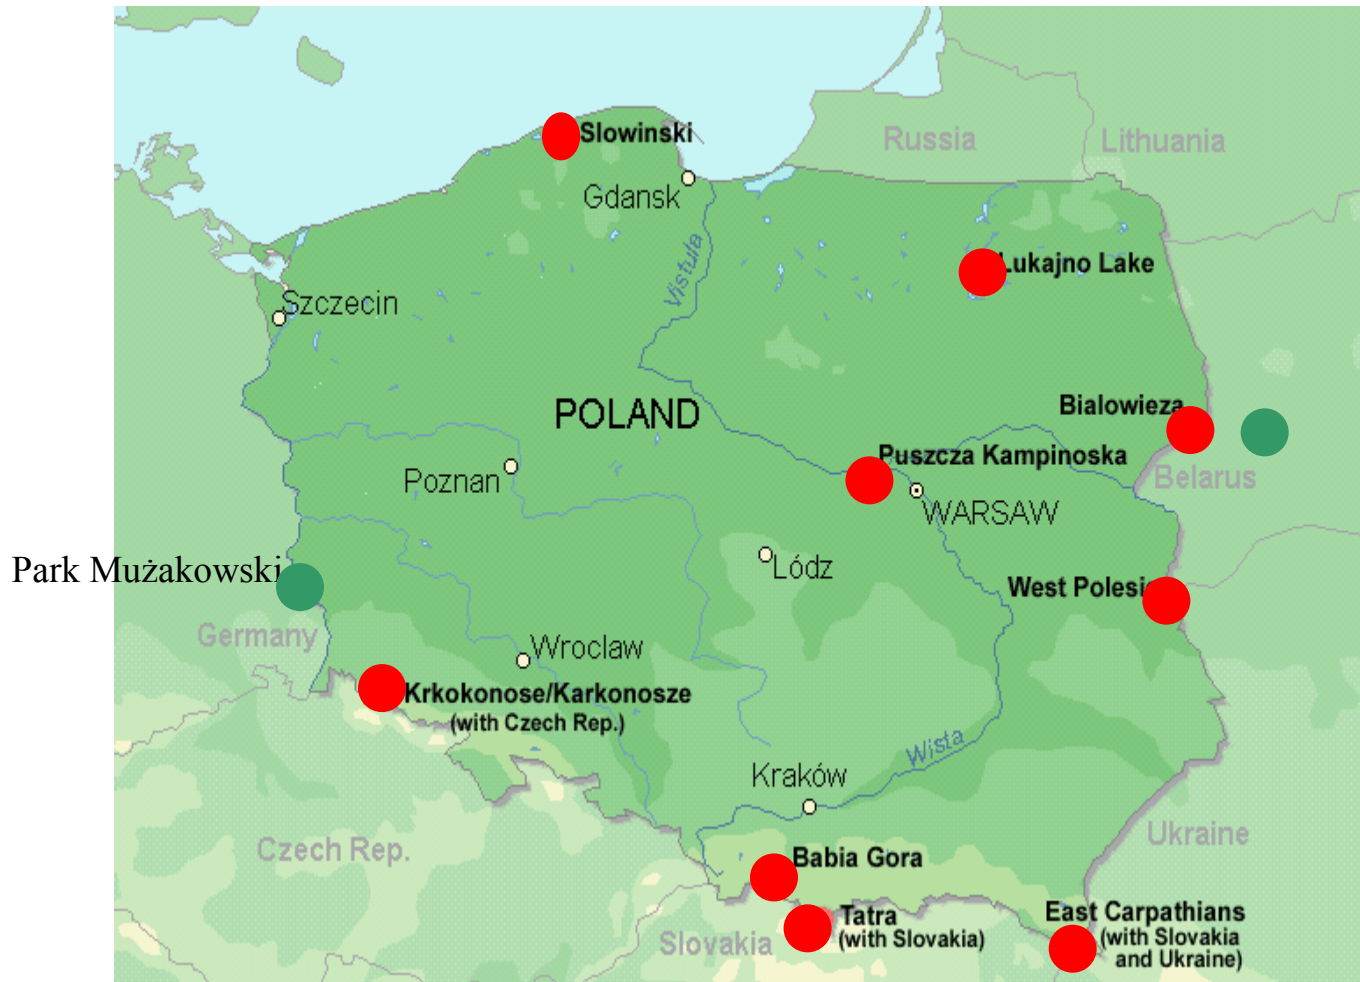 Slowinski
Russia
Lithuania
Gdansk
Vistula
Lukajno Lake
Szczecin
POLAND
Bialowieza
Puszcza Kampinoska
Poznan
Belarus
WARSAW
Park Mużakowski
Lódz
West Polesie
Germany
Wroclaw
Krkokonose/Karkonosze
(with Czech Rep.)
Wista
Kraków
Ukraine
Czech Rep.
Babia Gora
Tatra
(with Slovakia)
Slovakia
East Carpathians
(with Slovakia
and Ukraine)